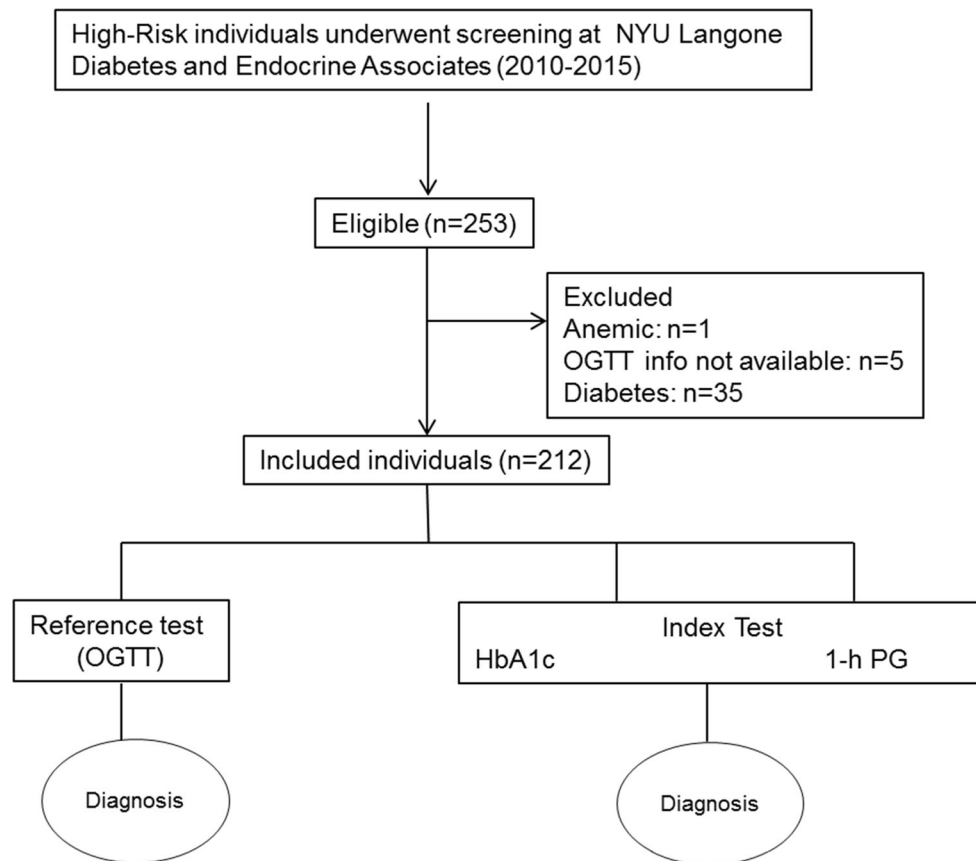 High-Risk individuals underwent screening at NYU Langone
Diabetes and Endocrine Associates (2010-2015)
Eligible (n=253)
Excluded
Anemic: n=1
OGTT info not available: n=5
Diabetes: n=35
Included individuals (n=212)
Reference test
(OGTT)
Index Test
HbA1c 1-h PG
Diagnosis
Diagnosis